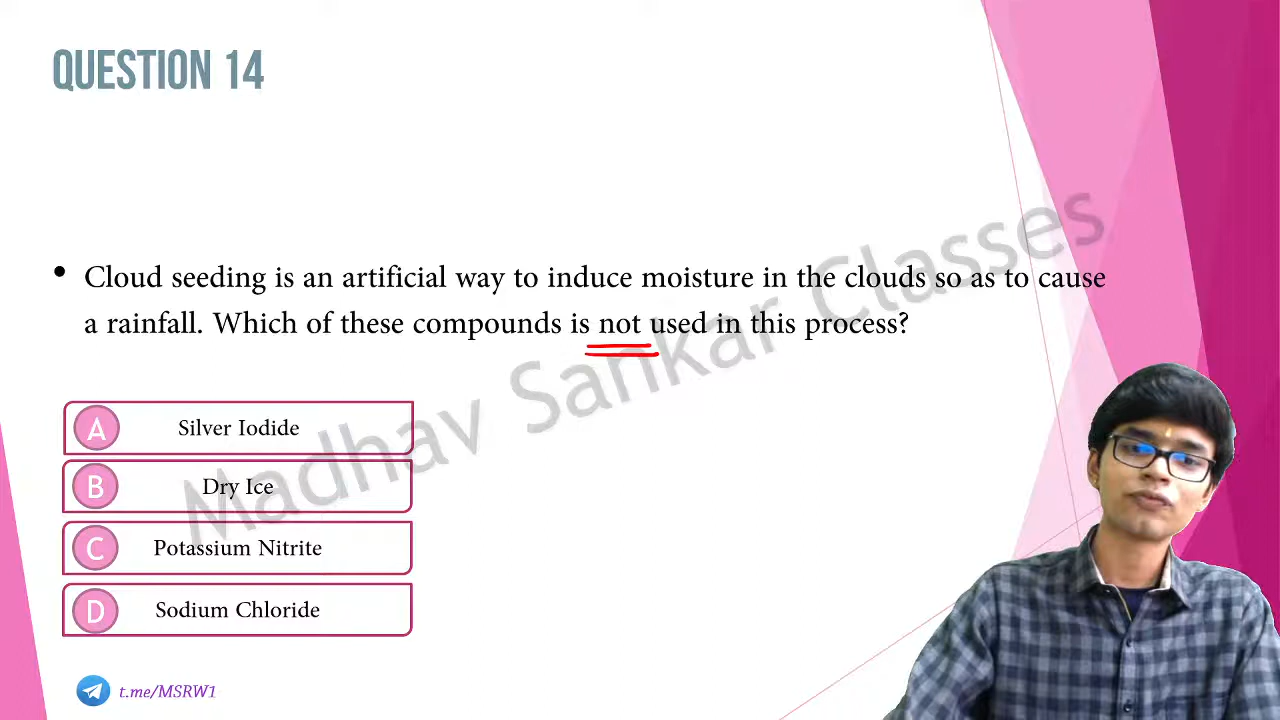 QUESTION 14
• Cloud seeding is an artificial way to induce moisture in the clouds so as to cause
a rainfall. Which of these compounds is not used in this process?
Madhav Sankar Classes
A Silver Iodide
B Dry Ice
C Potassium Nitrite
D Sodium Chloride
t.me/MSRW1